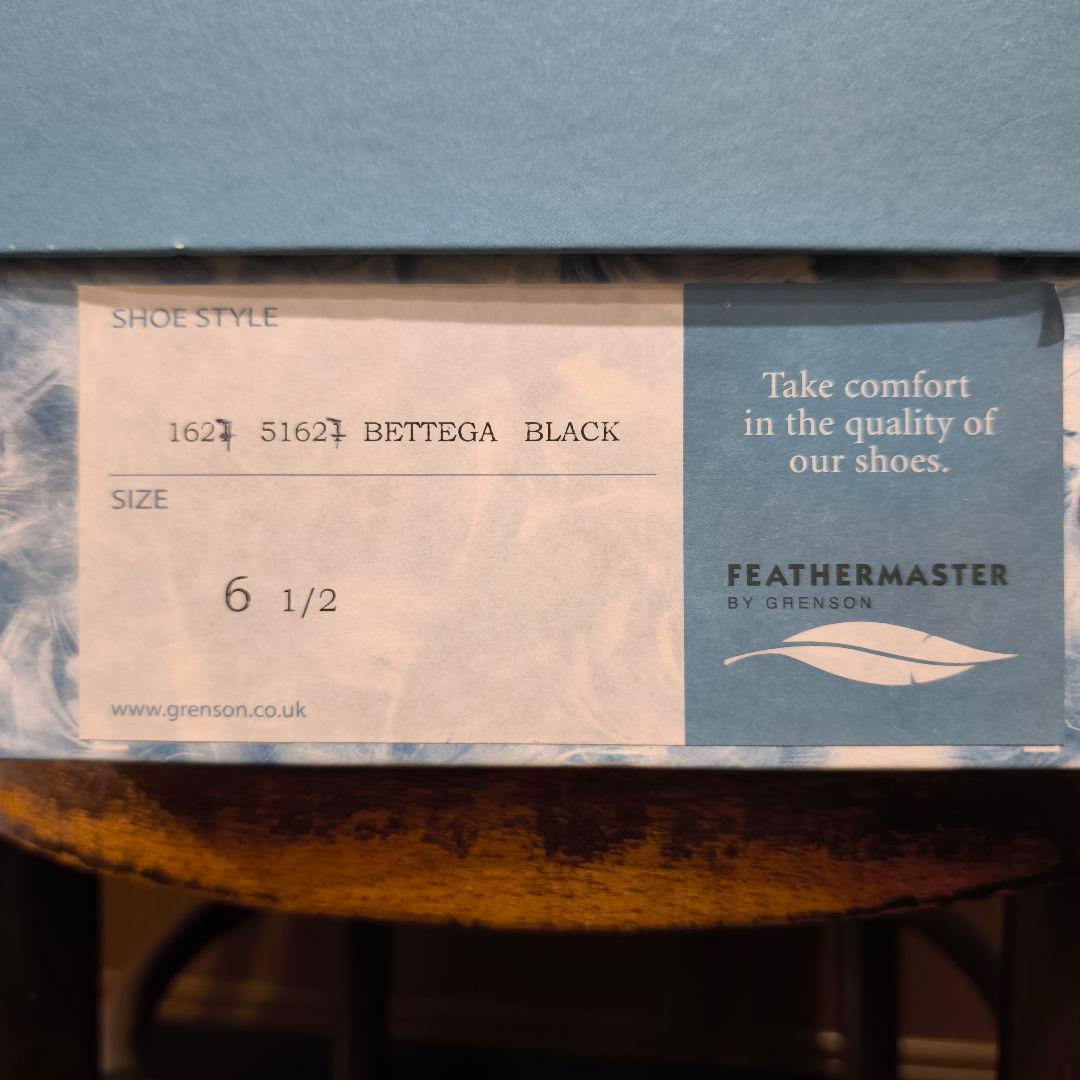 SHOE STYLE
1627 51627 BETTEGA BLACK
SIZE
6 1/2
www.grenson.co.uk
Take comfort
in the quality of
our shoes.
FEATHERMASTER
BY GRENSON